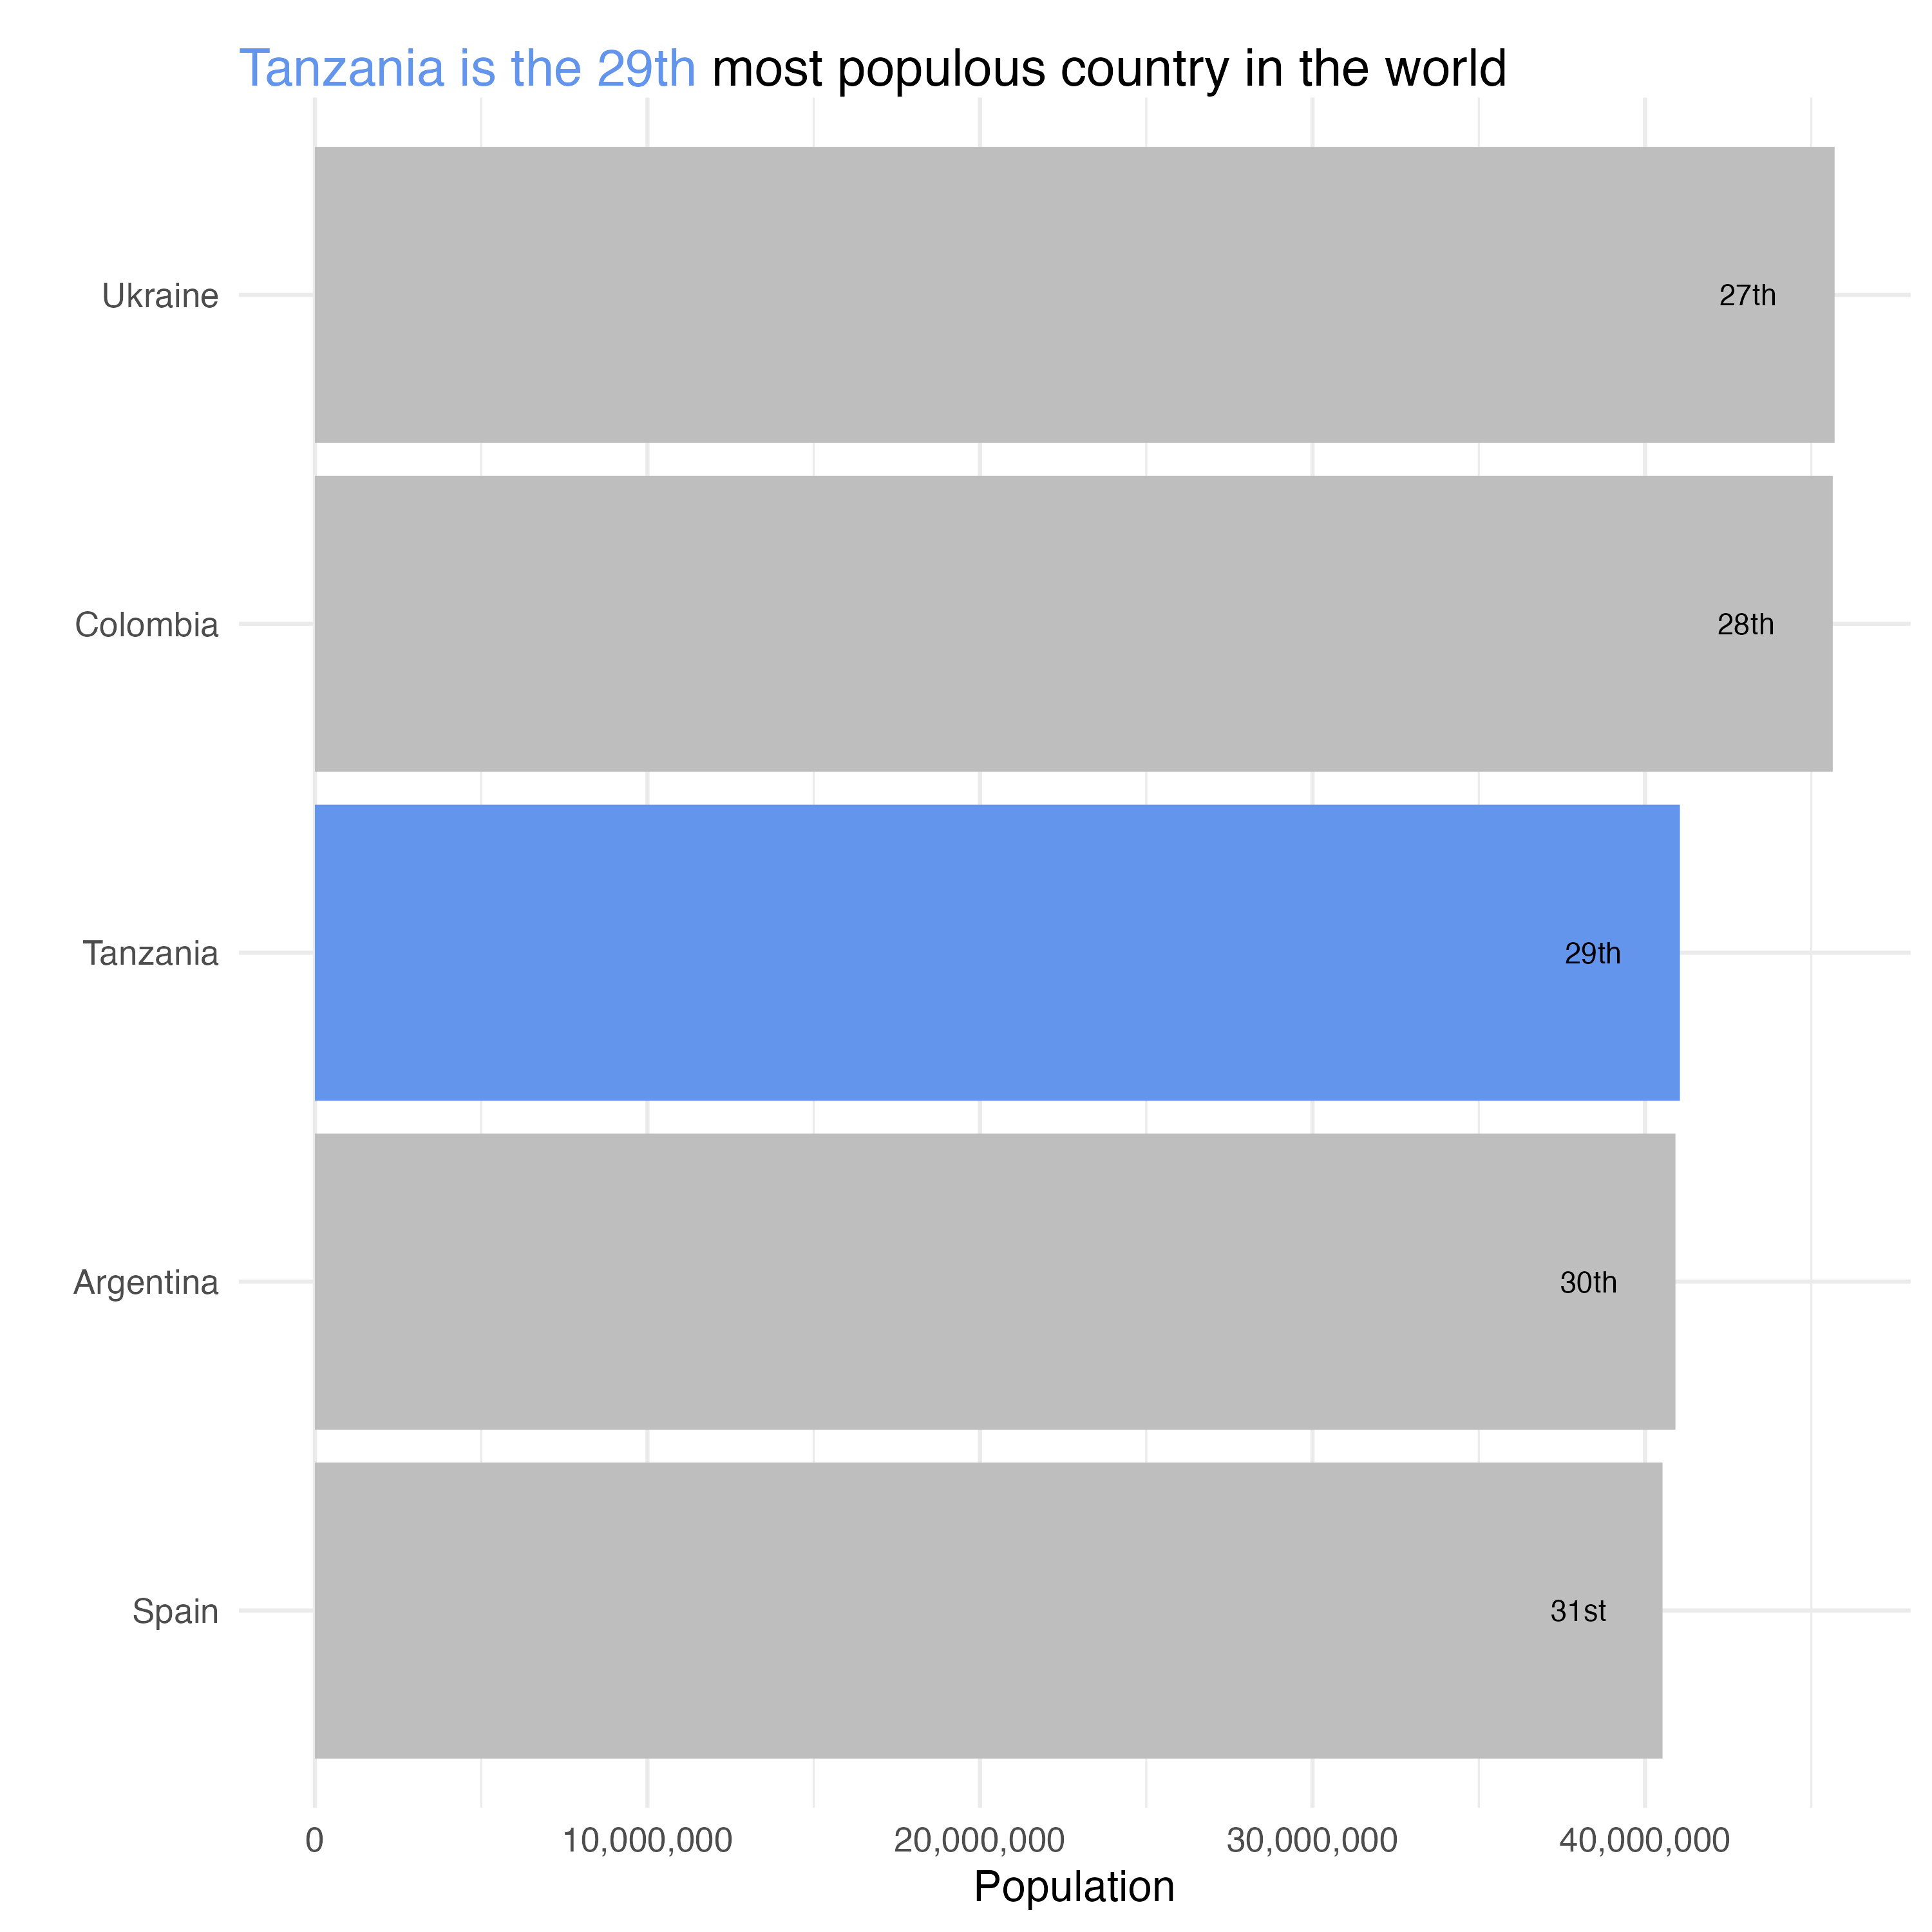 Tanzania is the 29th most populous country in the world
Ukraine
27th
Colombia
28th
Tanzania
29th
Argentina
30th
Spain
31st
0
10,000,000
20,000,000
30,000,000
40,000,000
Population